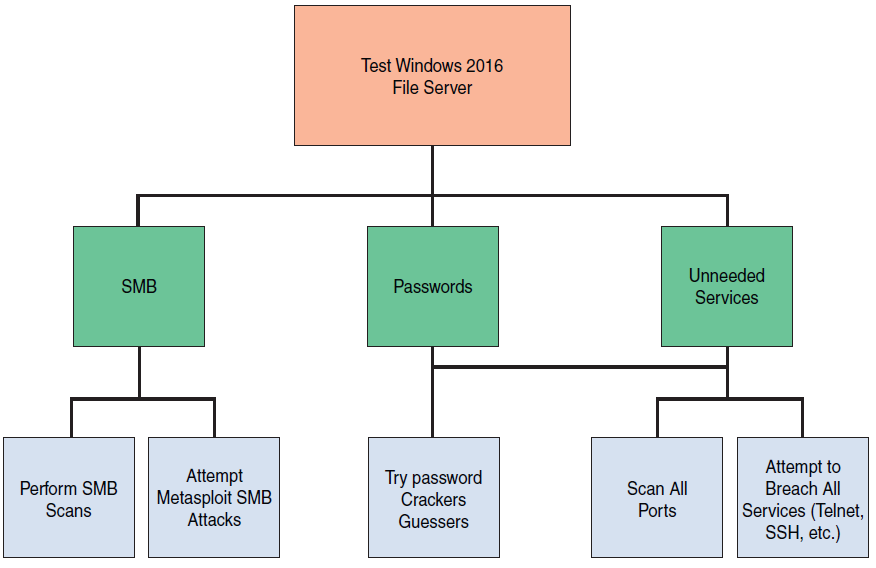 Test Windows 2016
File Server
SMB
Passwords
Unneeded
Services
Perform SMB
Scans
Attempt
Metasploit SMB
Attacks
Try password
Crackers
Guessers
Scan All
Ports
Attempt to
Breach All
Services (Telnet,
SSH, etc.)